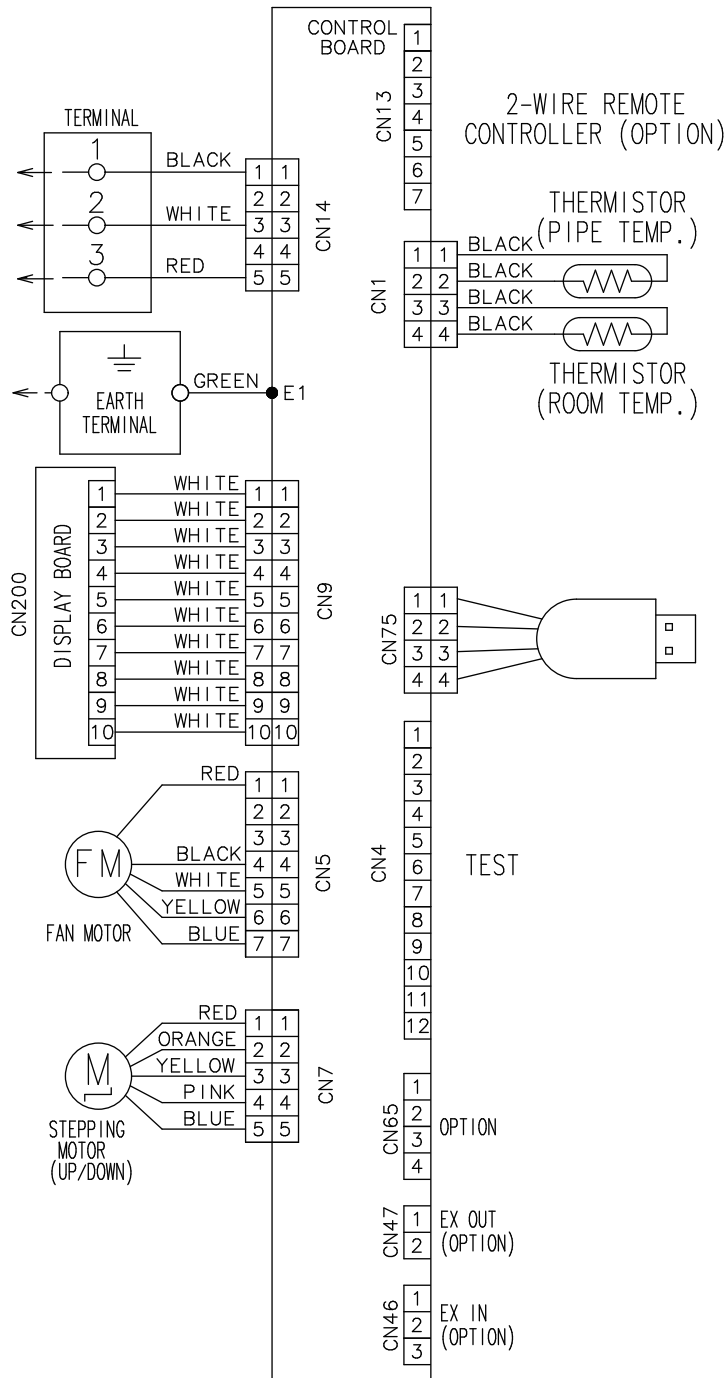 CONTROL
BOARD
CN13
1
2
3
4
5
6
7
2-WIRE REMOTE
CONTROLLER (OPTION)
TERMINAL
1
2
3
BLACK
WHITE
RED
1 1
2 2
3 3
4 4
5 5
CN14
THERMISTOR
(PIPE TEMP.)
CN1
1 1
2 2
3 3
4 4
BLACK
BLACK
BLACK
BLACK
THERMISTOR
(ROOM TEMP.)
EARTH
TERMINAL
GREEN
E1
CN200
DISPLAY BOARD
1
2
3
4
5
6
7
8
9
10
WHITE
WHITE
WHITE
WHITE
WHITE
WHITE
WHITE
WHITE
WHITE
WHITE
1 1
2 2
3 3
4 4
5 5
6 6
7 7
8 8
9 9
10 10
CN9
CN75
1 1
2 2
3 3
4 4
FM
FAN MOTOR
RED
BLACK
WHITE
YELLOW
BLUE
1 1
2 2
3 3
4 4
5 5
6 6
7 7
CN5
CN4
1
2
3
4
5
6
7
8
9
10
11
12
TEST
M
STEPPING
MOTOR
(UP/DOWN)
RED
ORANGE
YELLOW
PINK
BLUE
1 1
2 2
3 3
4 4
5 5
CN7
CN65
1
2
3
4
OPTION
CN47
1
2
EX OUT
(OPTION)
CN46
1
2
3
EX IN
(OPTION)